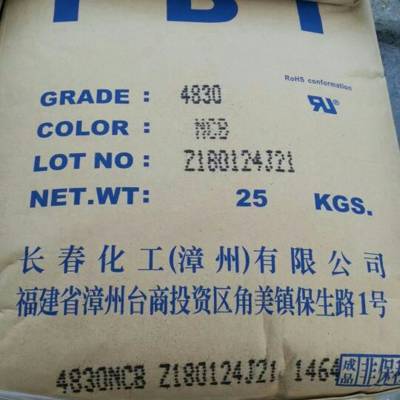 PBT
RoHS conformation
GRADE : 4830
COLOR : NCB
LOT NO : Z180124J21
NET.WT: 25 KGS.
长春化工(漳州)有限公司
福建省漳州台商投资区角美镇保生路1号
4830NCB Z180124J21 1464
成品 非保税